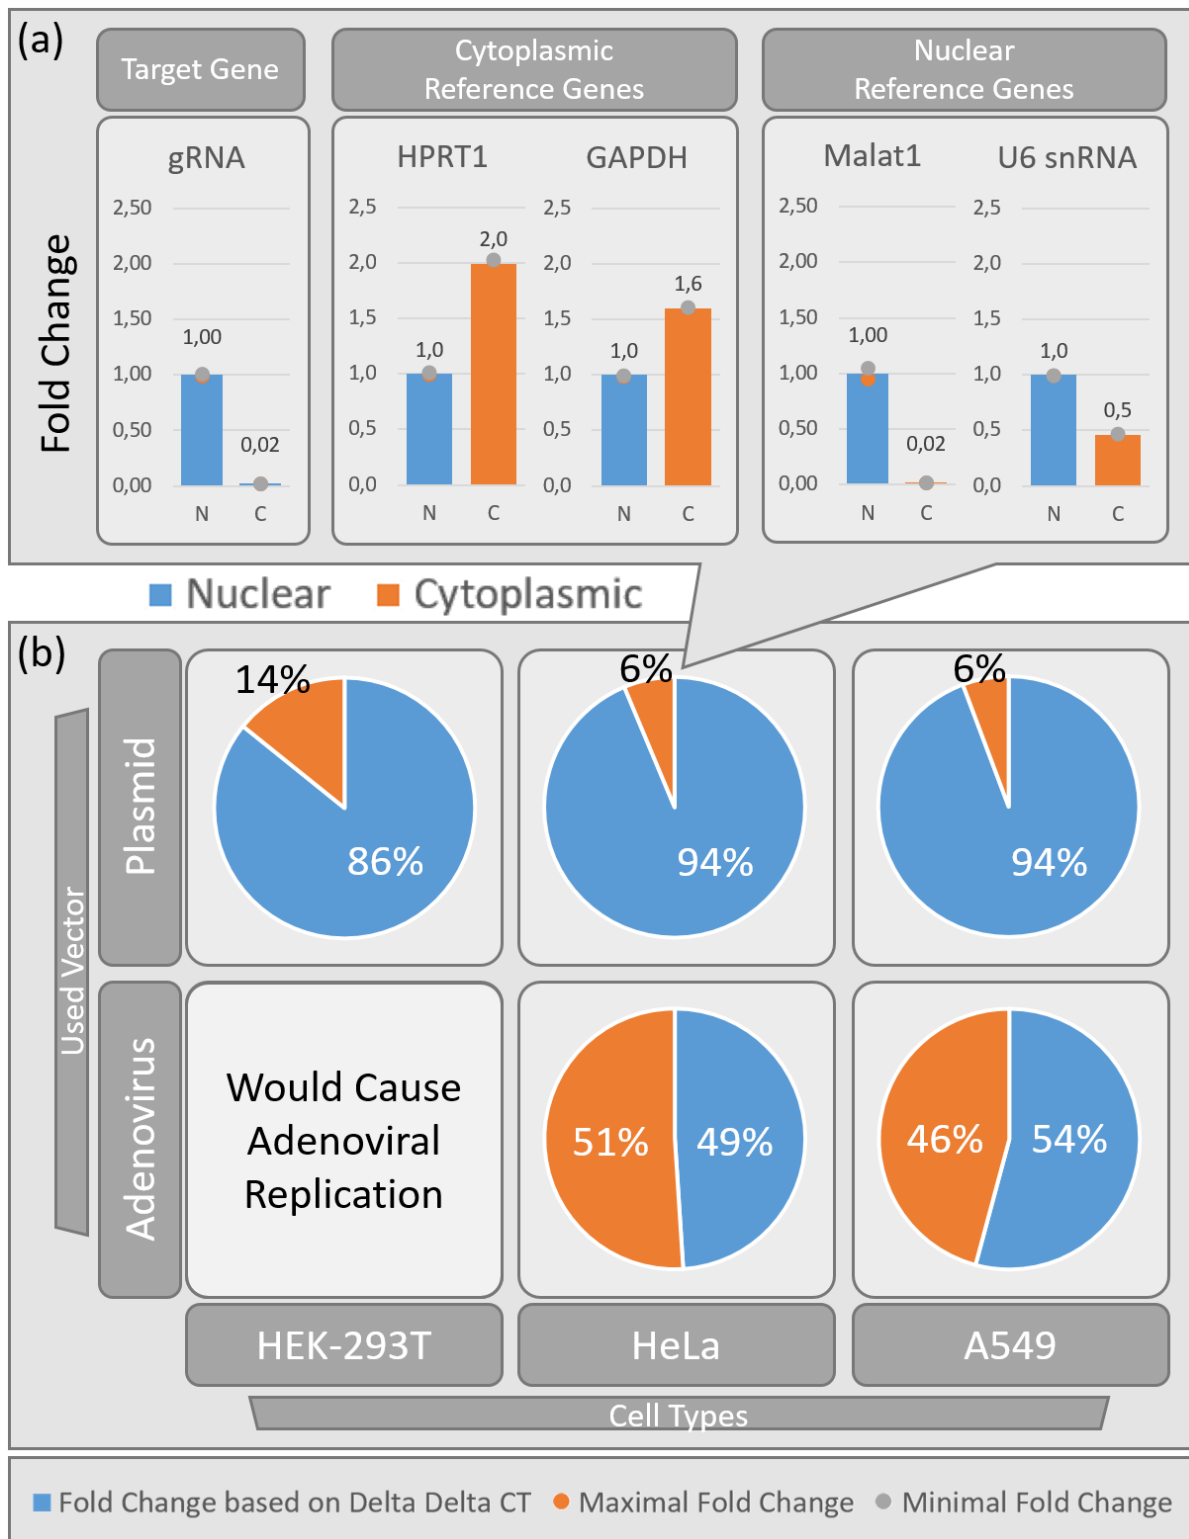 (a)
Target Gene
Cytoplasmic
Reference Genes
Nuclear
Reference Genes
Fold Change
gRNA
2,50
2,00
1,50
1,00
0,50
0,00
1,00
0,02
N C
HPRT1
2,5
2,0
1,5
1,0
0,5
0,0
1,0
2,0
N C
GAPDH
2,5
2,0
1,5
1,0
0,5
0,0
1,0
1,6
N C
Malat1
2,50
2,00
1,50
1,00
0,50
0,00
1,00
0,02
N C
U6 snRNA
2,5
2,0
1,5
1,0
0,5
0,0
1,0
0,5
N C
Nuclear Cytoplasmic
(b)
Used Vector
Plasmid
14%
86%
6%
94%
6%
94%
Adenovirus
Would Cause
Adenoviral
Replication
51% 49%
46% 54%
HEK-293T
HeLa
A549
Cell Types
Fold Change based on Delta Delta CT Maximal Fold Change Minimal Fold Change